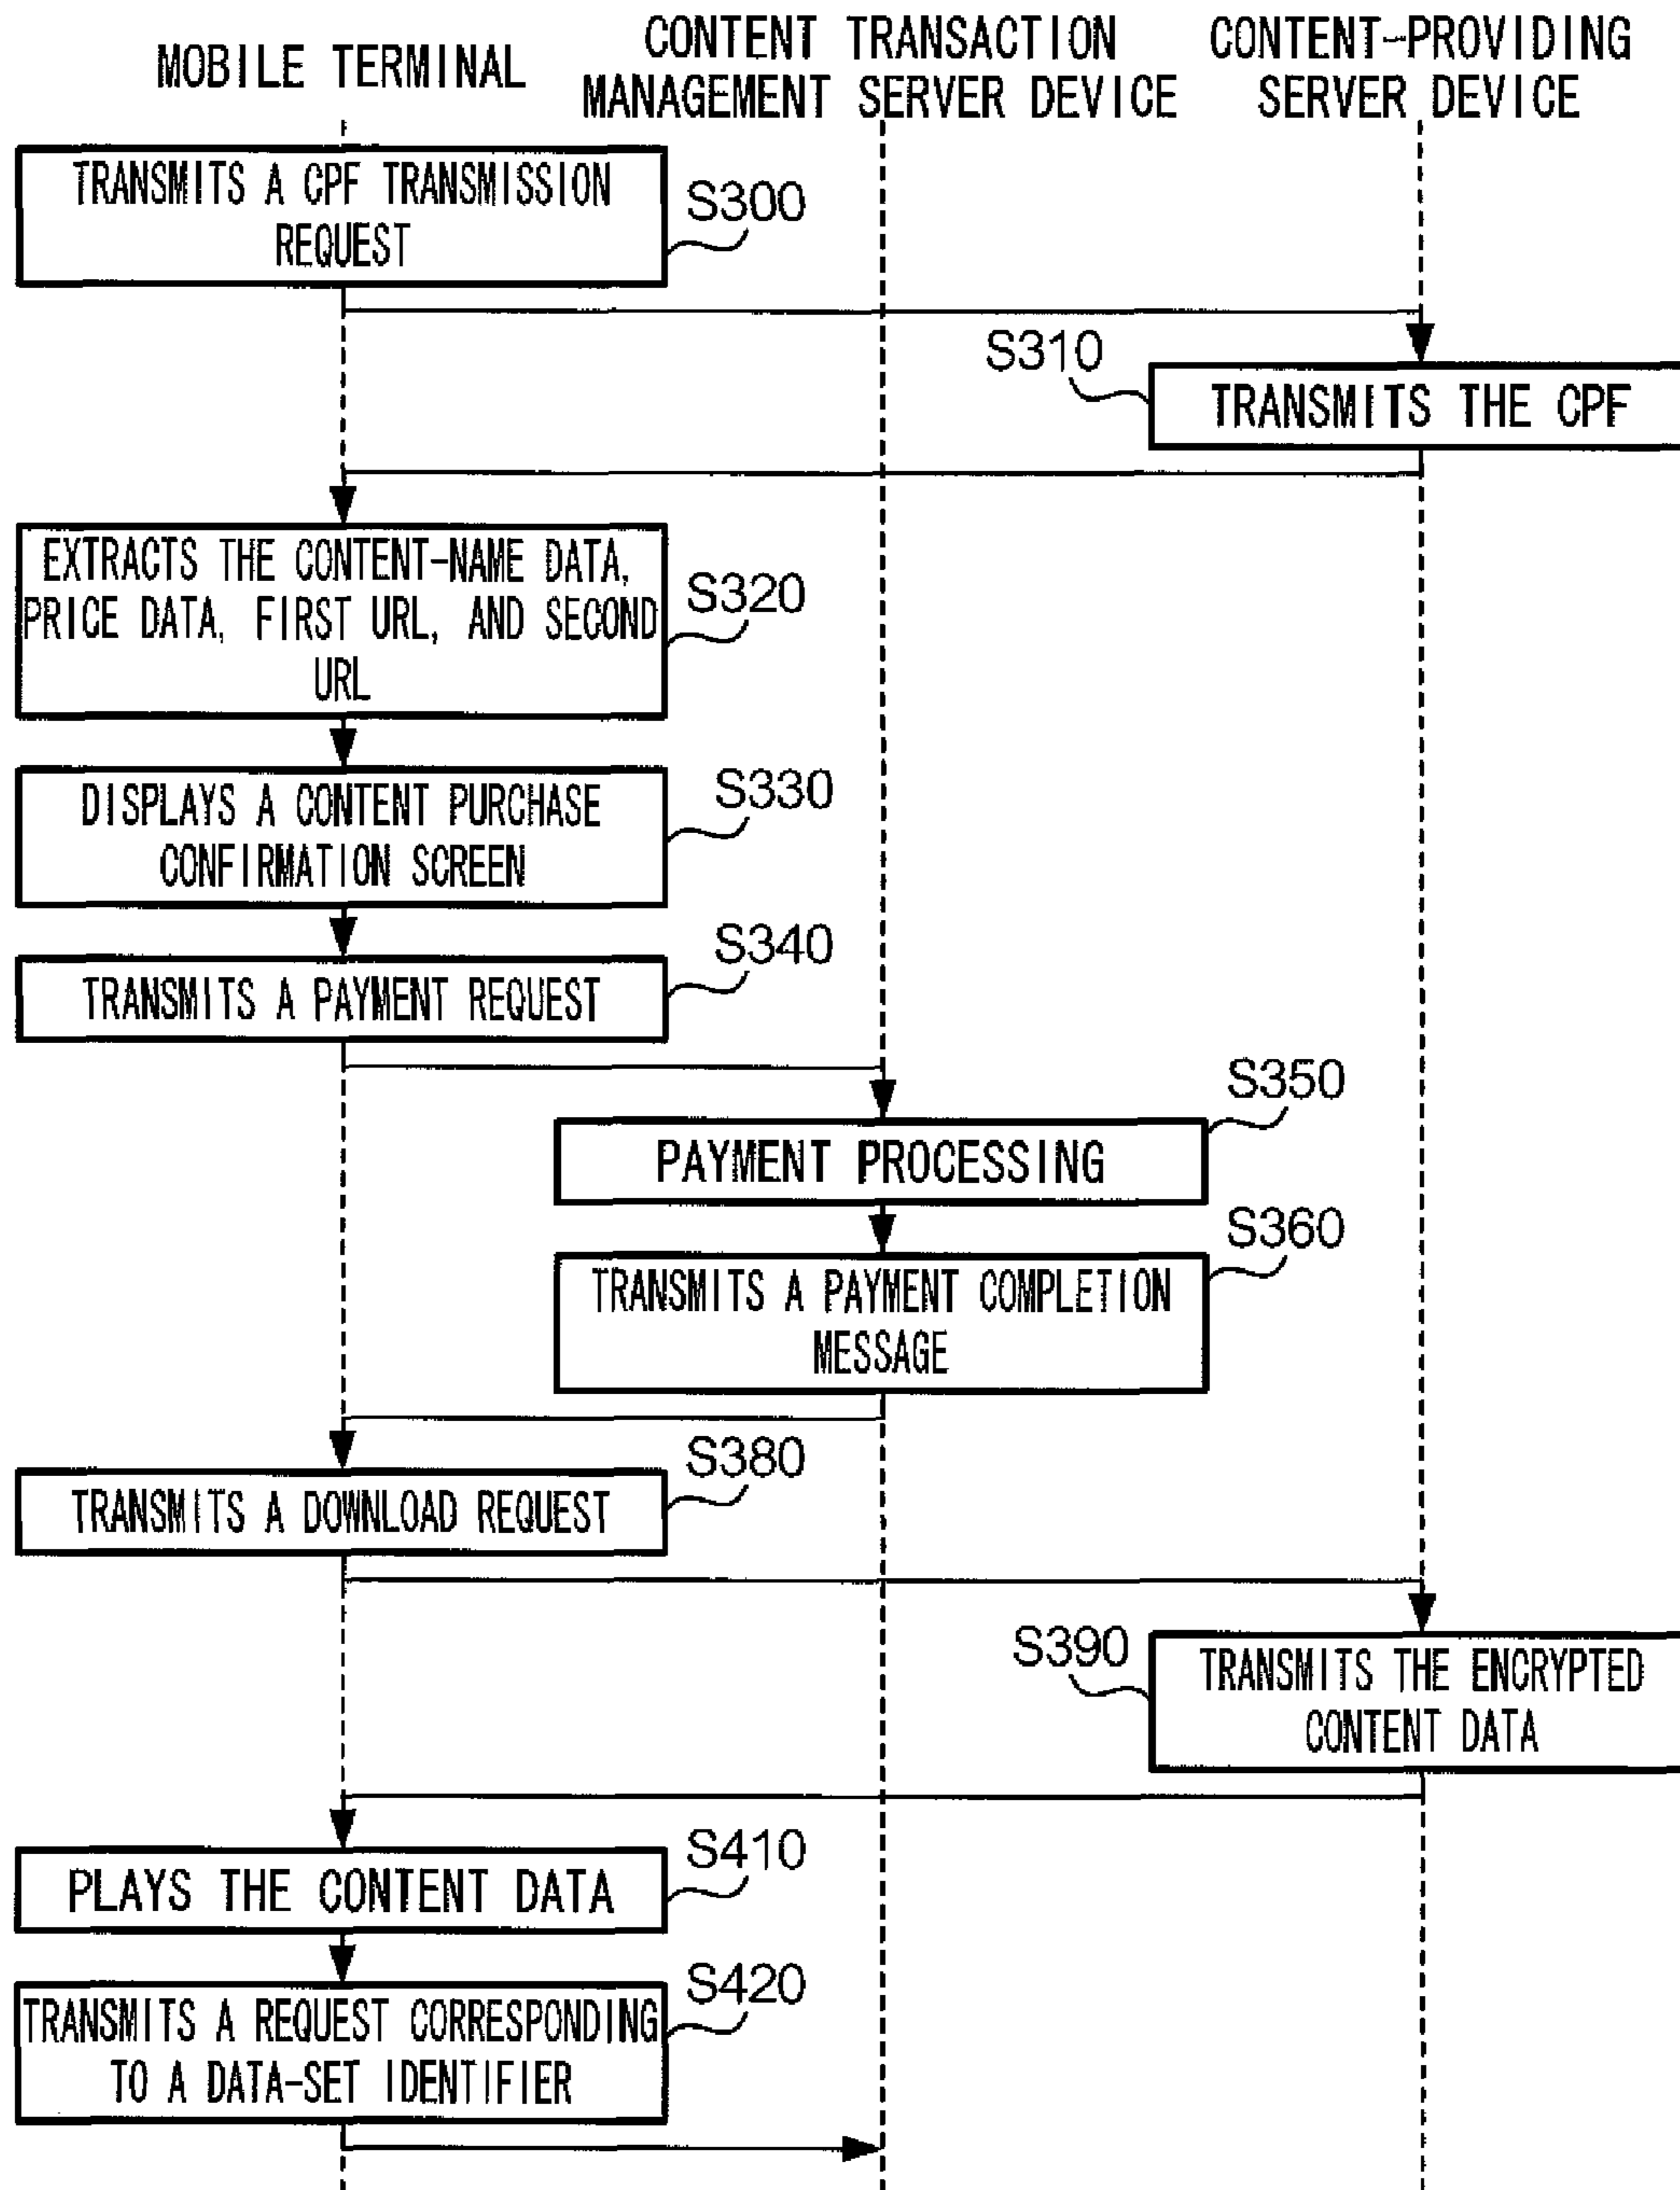 MOBILE TERMINAL
CONTENT TRANSACTION
MANAGEMENT SERVER DEVICE
CONTENT-PROVIDING
SERVER DEVICE
TRANSMITS A CPF TRANSMISSION
REQUEST
S300
S310
TRANSMITS THE CPF
EXTRACTS THE CONTENT-NAME DATA,
PRICE DATA, FIRST URL, AND SECOND
URL
S320
DISPLAYS A CONTENT PURCHASE
CONFIRMATION SCREEN
S330
TRANSMITS A PAYMENT REQUEST
S340
PAYMENT PROCESSING
S350
TRANSMITS A PAYMENT COMPLETION
MESSAGE
S360
TRANSMITS A DOWNLOAD REQUEST
S380
S390
TRANSMITS THE ENCRYPTED
CONTENT DATA
PLAYS THE CONTENT DATA
S410
TRANSMITS A REQUEST CORRESPONDING
TO A DATA-SET IDENTIFIER
S420